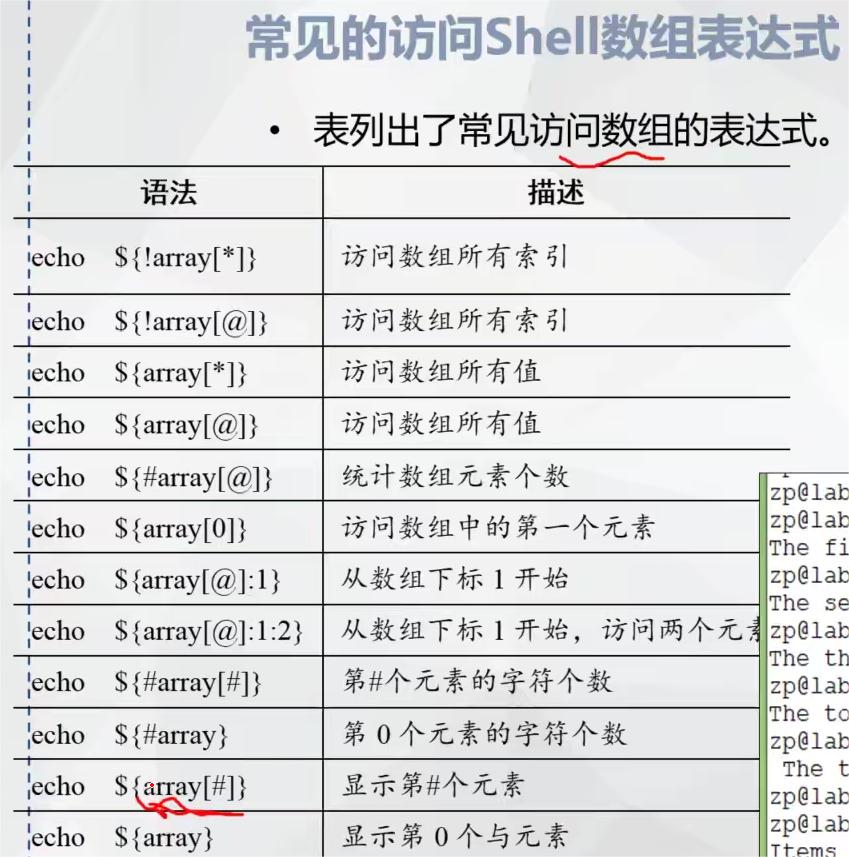 常见的访问Shell数组表达式
• 表列出了常见访问数组的表达式。
语法 描述
echo ${!array[*]} 访问数组所有索引
echo ${!array[@]} 访问数组所有索引
echo ${array[*]} 访问数组所有值
echo ${array[@]} 访问数组所有值
echo ${#array[@]} 统计数组元素个数
echo ${array[0]} 访问数组中的第一个元素
echo ${array[@]:1} 从数组下标 1 开始
echo ${array[@]:1:2} 从数组下标 1 开始，访问两个元素
echo ${#array[#]} 第#个元素的字符个数
echo ${#array} 第 0 个元素的字符个数
echo ${array[#]} 显示第#个元素
echo ${array} 显示第 0 个与元素
zp@lab
zp@lab
The fi
zp@lab
The se
zp@lab
The th
zp@lab
The to
zp@lab
The t
zp@lab
zp@lab
Items